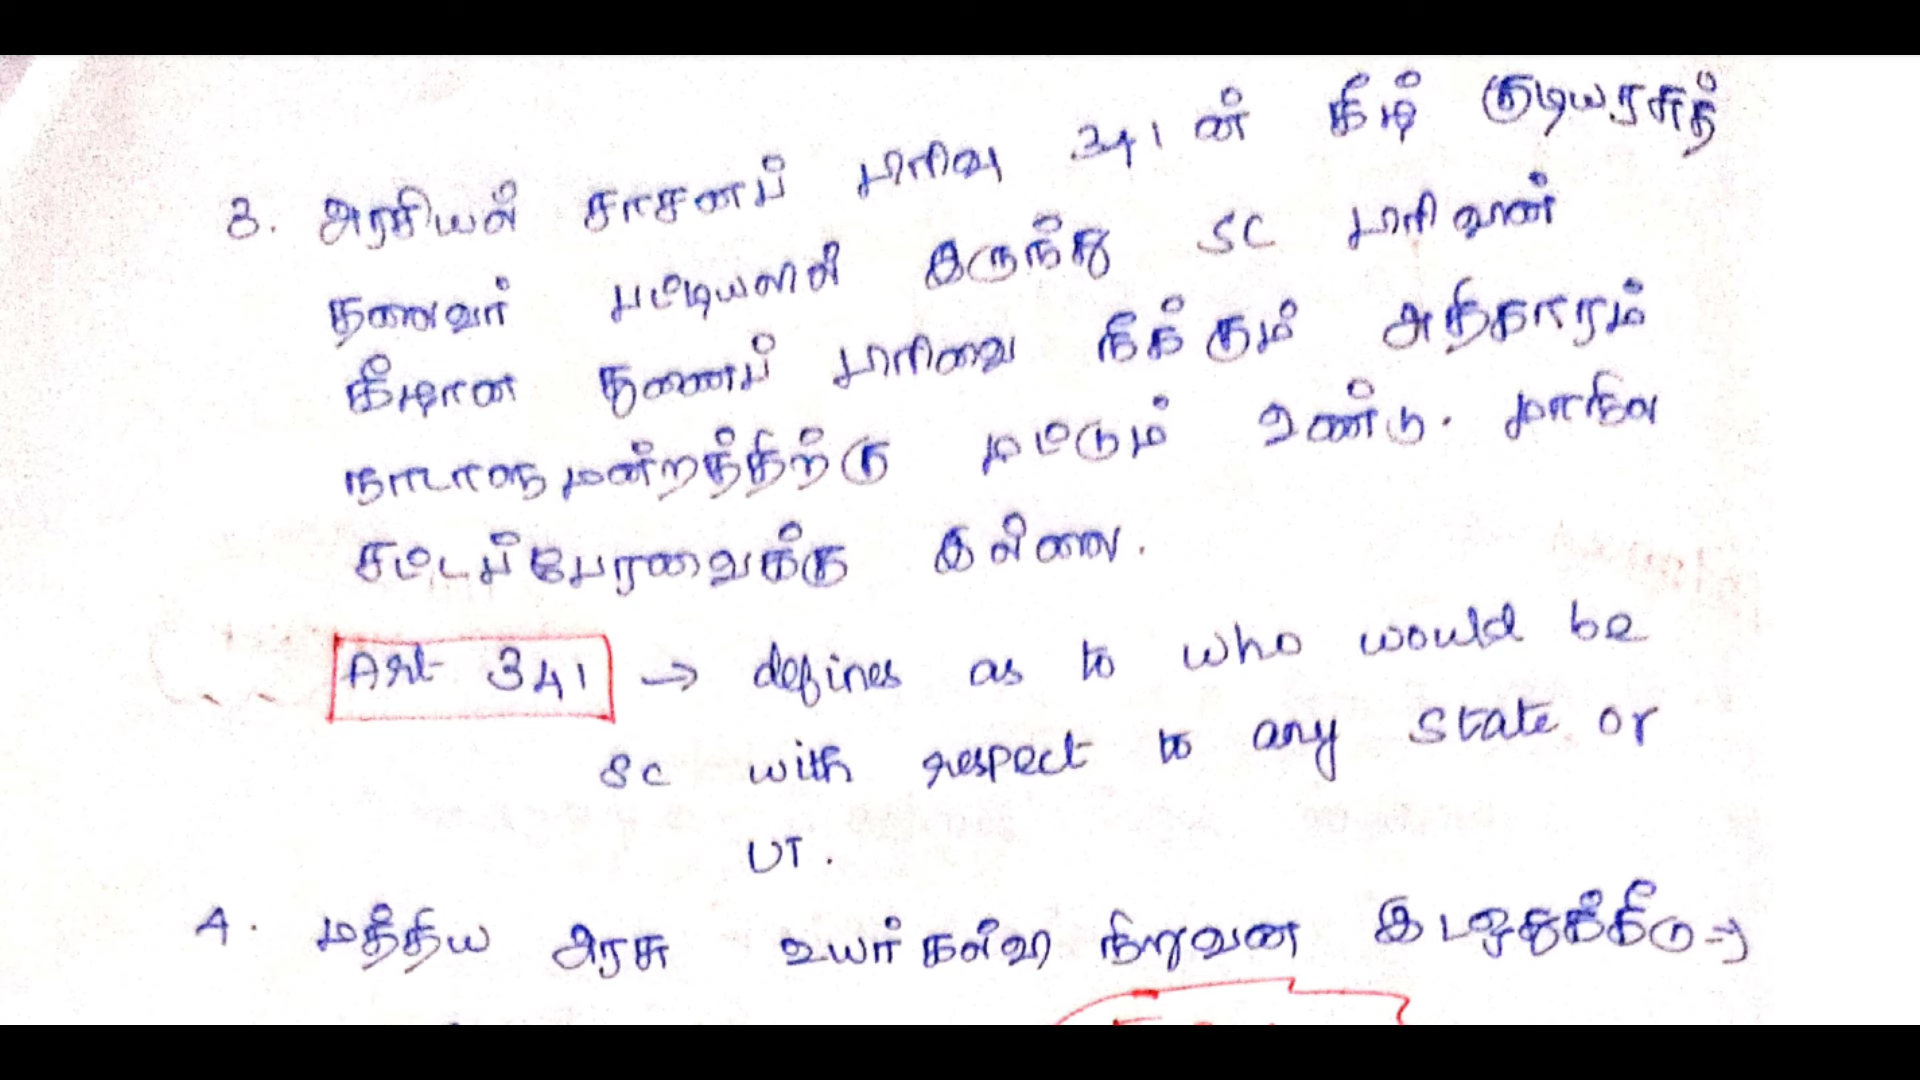 3. அரசியல் சாசனப் பிரிவு 341ன் கீழ் குடியரசுத்
தலைவர் பட்டியலில் இருந்து SC பிரிவின்
கீழான துணைப் பிரிவை நீக்கும் அதிகாரம்
நாடாளுமன்றத்திற்கு மட்டும் உண்டு. மாநில
சட்டப்பேரவைக்கு இல்லை.
Art 341 → defines as to who would be
SC with respect to any State or
UT.
4. மத்திய அரசு உயர்கல்வி நிறுவன இடஒதுக்கீடு →